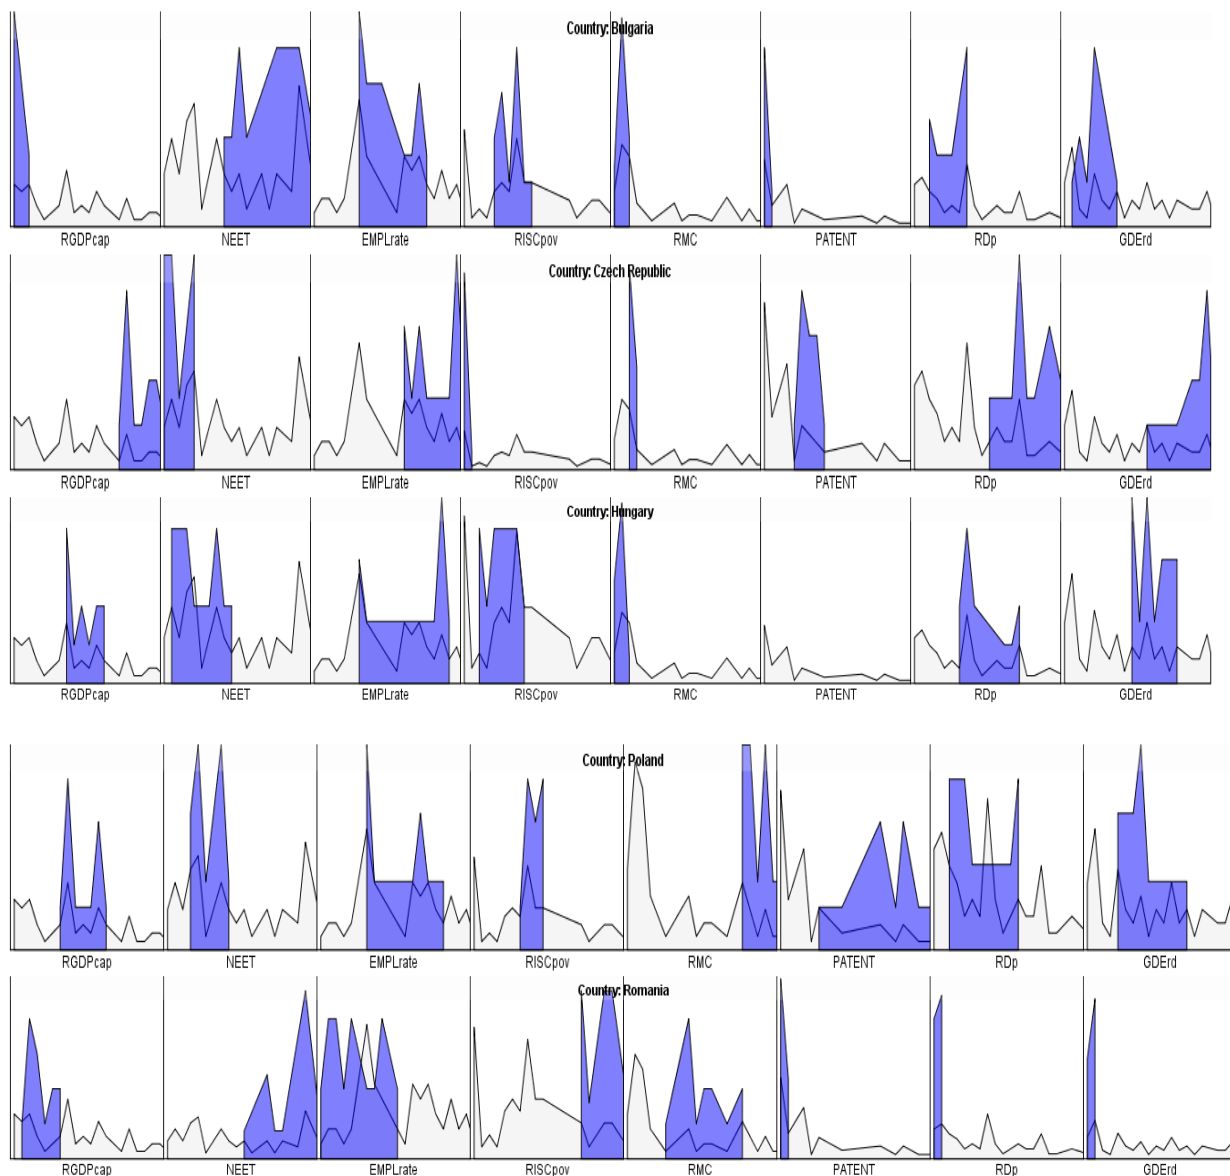 Country: Bulgaria
RGDPcap NEET EMPLrate RISCpov RMC PATENT RDp GDErd
Country: Czech Republic
RGDPcap NEET EMPLrate RISCpov RMC PATENT RDp GDErd
Country: Hungary
RGDPcap NEET EMPLrate RISCpov RMC PATENT RDp GDErd
Country: Poland
RGDPcap NEET EMPLrate RISCpov RMC PATENT RDp GDErd
Country: Romania
RGDPcap NEET EMPLrate RISCpov RMC PATENT RDp GDErd